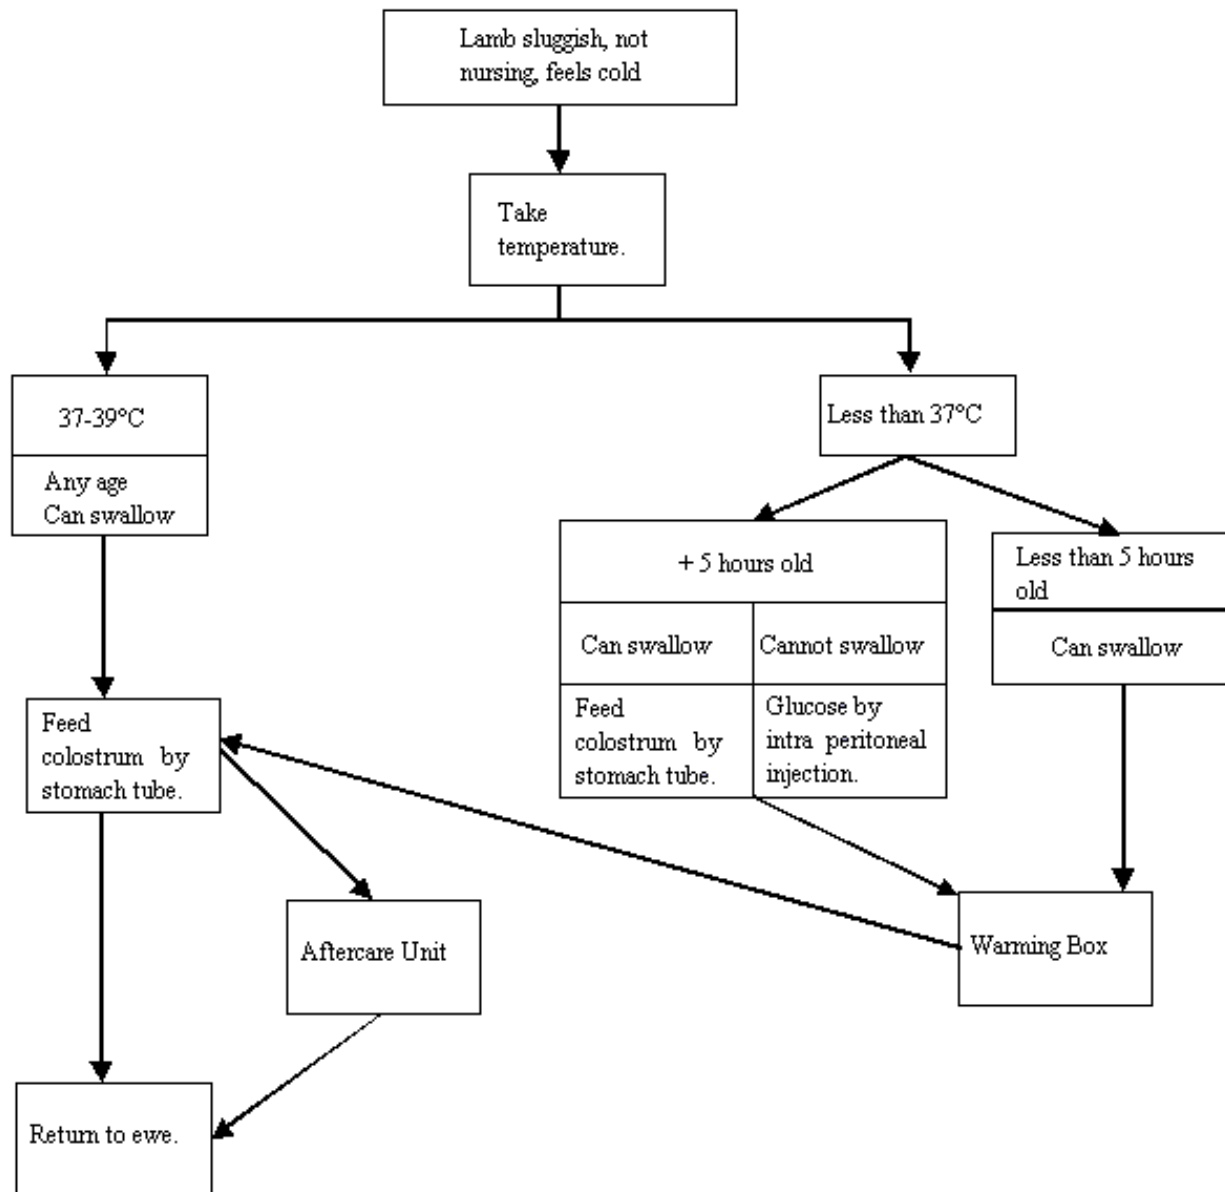 Lamb sluggish, not
nursing, feels cold
Take
temperature.
37-39°C
Any age
Can swallow
Less than 37°C
+ 5 hours old
Can swallow
Cannot swallow
Feed
colostrum by
stomach tube.
Glucose by
intra peritoneal
injection.
Less than 5 hours
old
Can swallow
Feed
colostrum by
stomach tube.
Aftercare Unit
Warming Box
Return to ewe.